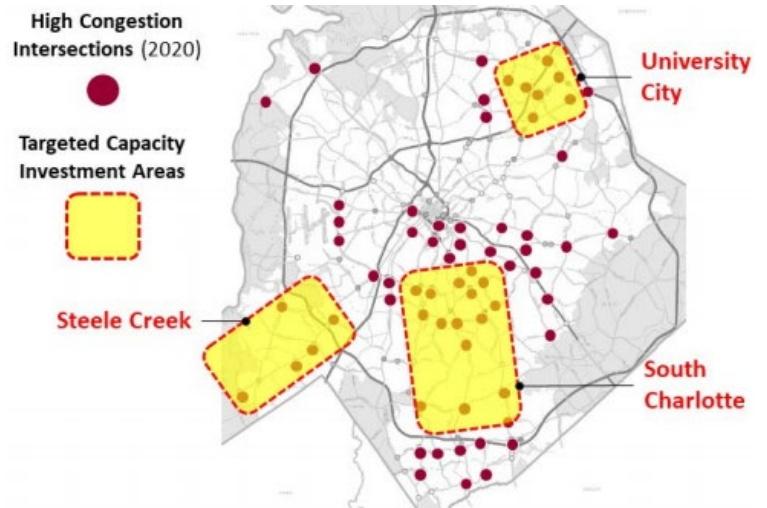 High Congestion
Intersections (2020)
Targeted Capacity
Investment Areas
University
City
Steele Creek
South
Charlotte